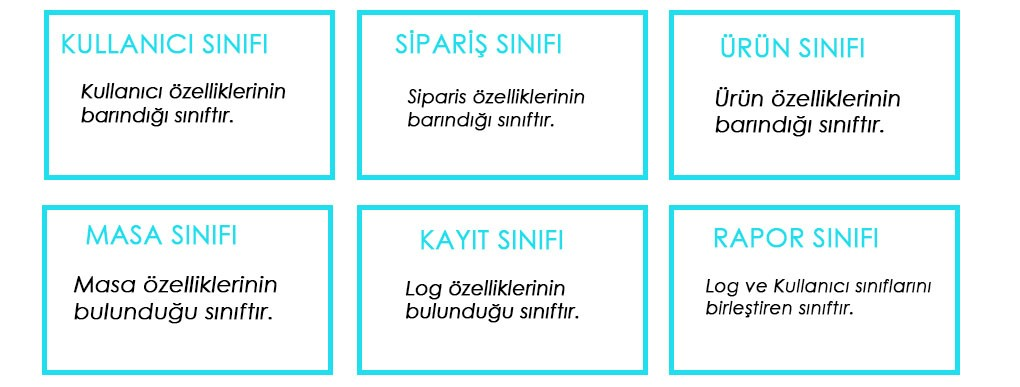 KULLANICI SINIFI
Kullanıcı özelliklerinin
barındığı sınıftır.
SİPARİŞ SINIFI
Siparis özelliklerinin
barındığı sınıftır.
ÜRÜN SINIFI
Ürün özelliklerinin
barındığı sınıftır.
MASA SINIFI
Masa özelliklerinin
bulunduğu sınıftır.
KAYIT SINIFI
Log özelliklerinin
bulunduğu sınıftır.
RAPOR SINIFI
Log ve Kullanıcı sınıflarını
birleştiren sınıftır.